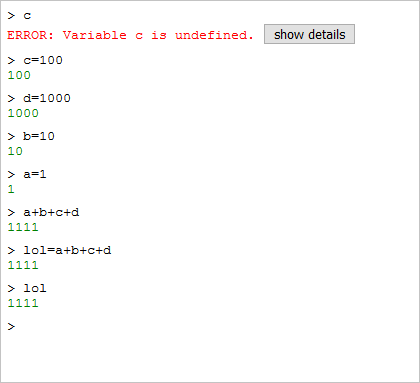 > c
ERROR: Variable c is undefined. show details
> c=100
100
> d=1000
1000
> b=10
10
> a=1
1
> a+b+c+d
1111
> lol=a+b+c+d
1111
> lol
1111
>